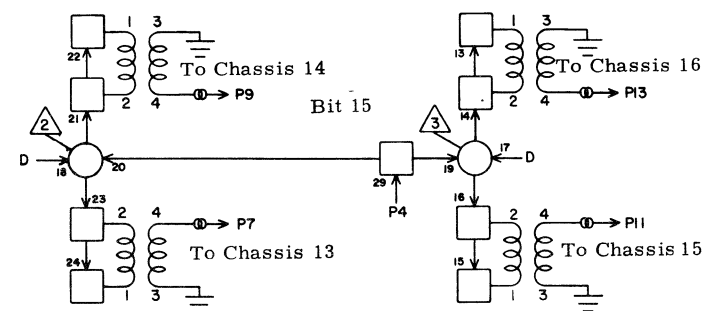 1 3
22
To Chassis 14
2 4
P9
21
2
D
18
20
23
2 4
P7
To Chassis 13
24
1 3
Bit 15
29
P4
1 3
13
To Chassis 16
2 4
P13
14
3
17
D
19
16
2 4
P11
To Chassis 15
15
1 3